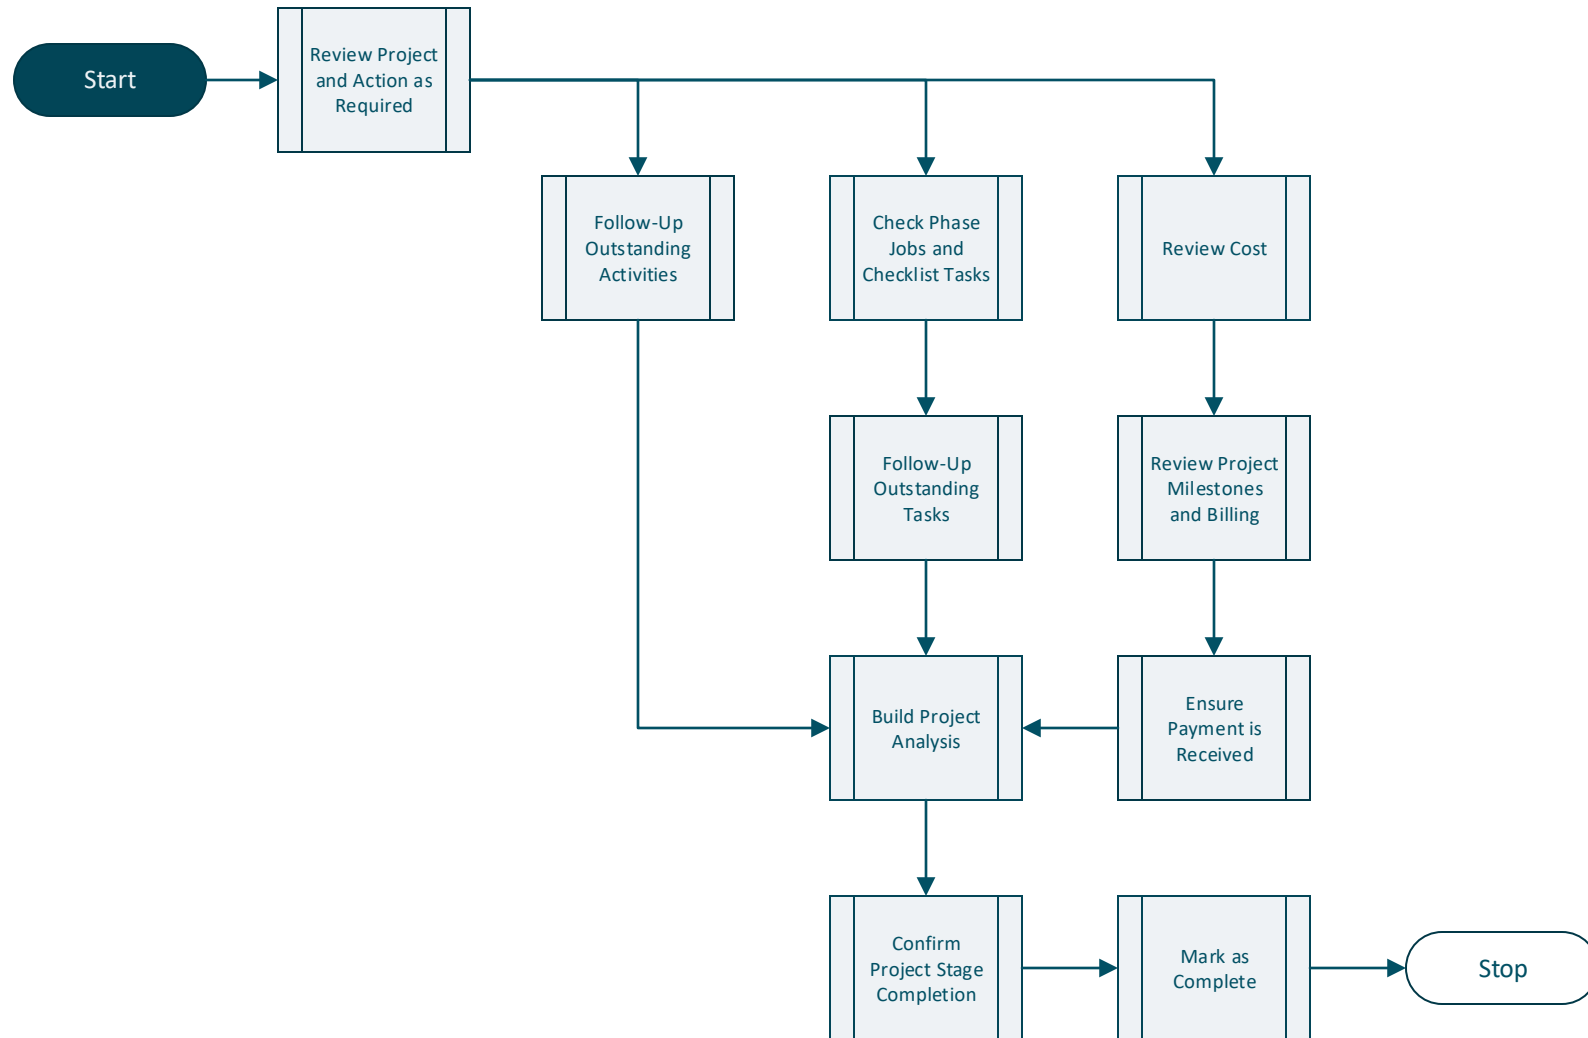 Start
Review Project
and Action as
Required
Follow-Up
Outstanding
Activities
Check Phase
Jobs and
Checklist Tasks
Review Cost
Follow-Up
Outstanding
Tasks
Review Project
Milestones
and Billing
Build Project
Analysis
Ensure
Payment is
Received
Confirm
Project Stage
Completion
Mark as
Complete
Stop